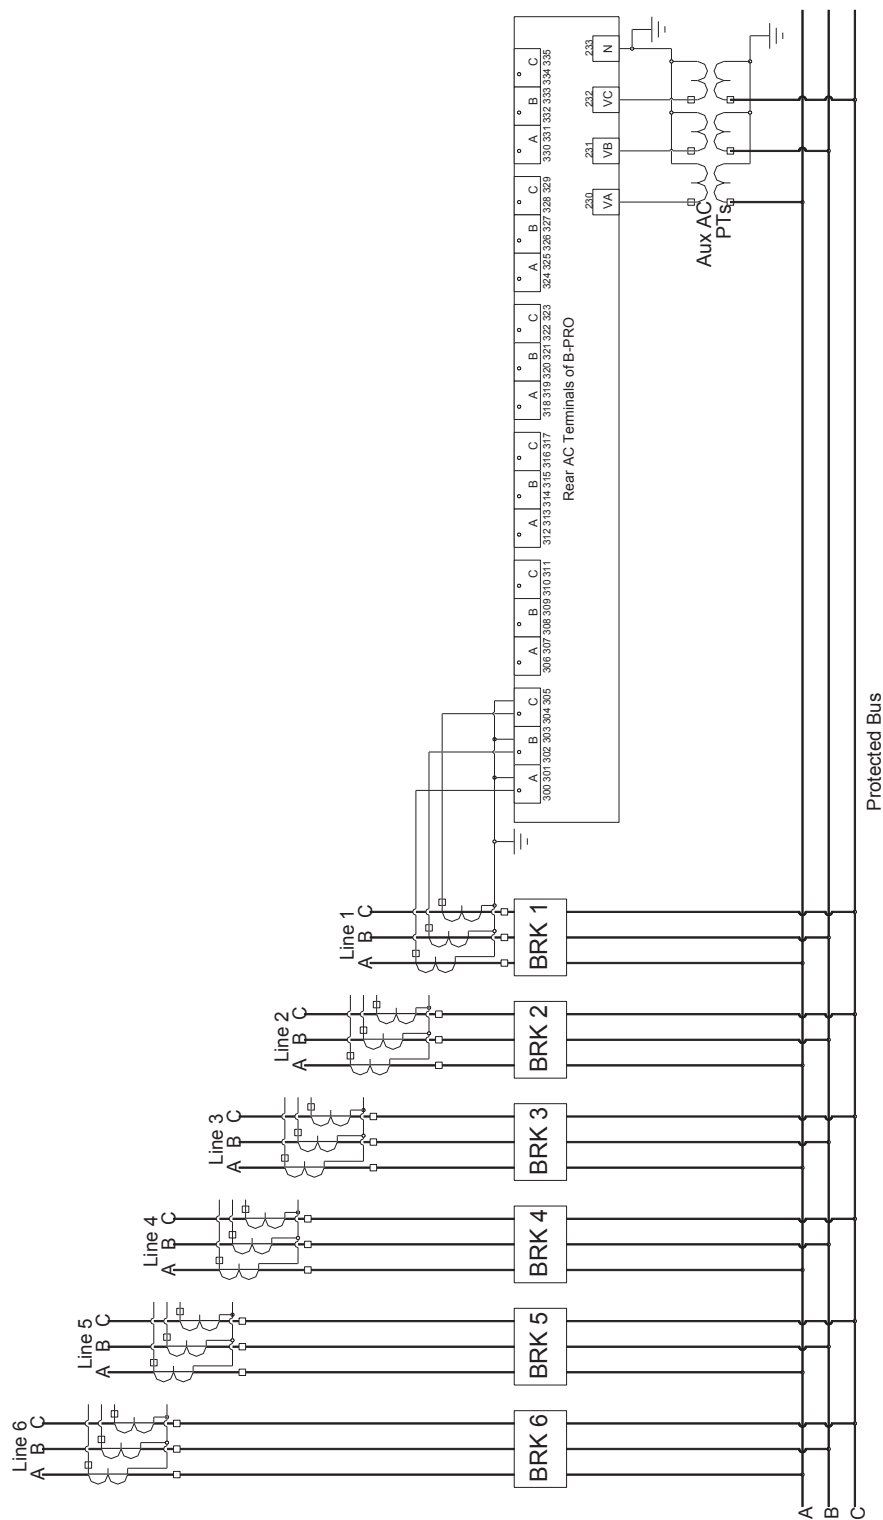 Line 6
A B C
Line 5
A B C
Line 4
A B C
Line 3
A B C
Line 2
A B C
Line 1
A B C
BRK 6
BRK 5
BRK 4
BRK 3
BRK 2
BRK 1
A B C
300 301 302 303 304 305
A B C
306 307 308 309 310 311
A B C
312 313 314 315 316 317
A B C
318 319 320 321 322 323
A B C
324 325 326 327 328 329
A B C
330 331 332 333 334 335
Rear AC Terminals of B-PRO
230 231 232 233
VA VB VC N
Aux AC
PTs
A
B
C
Protected Bus